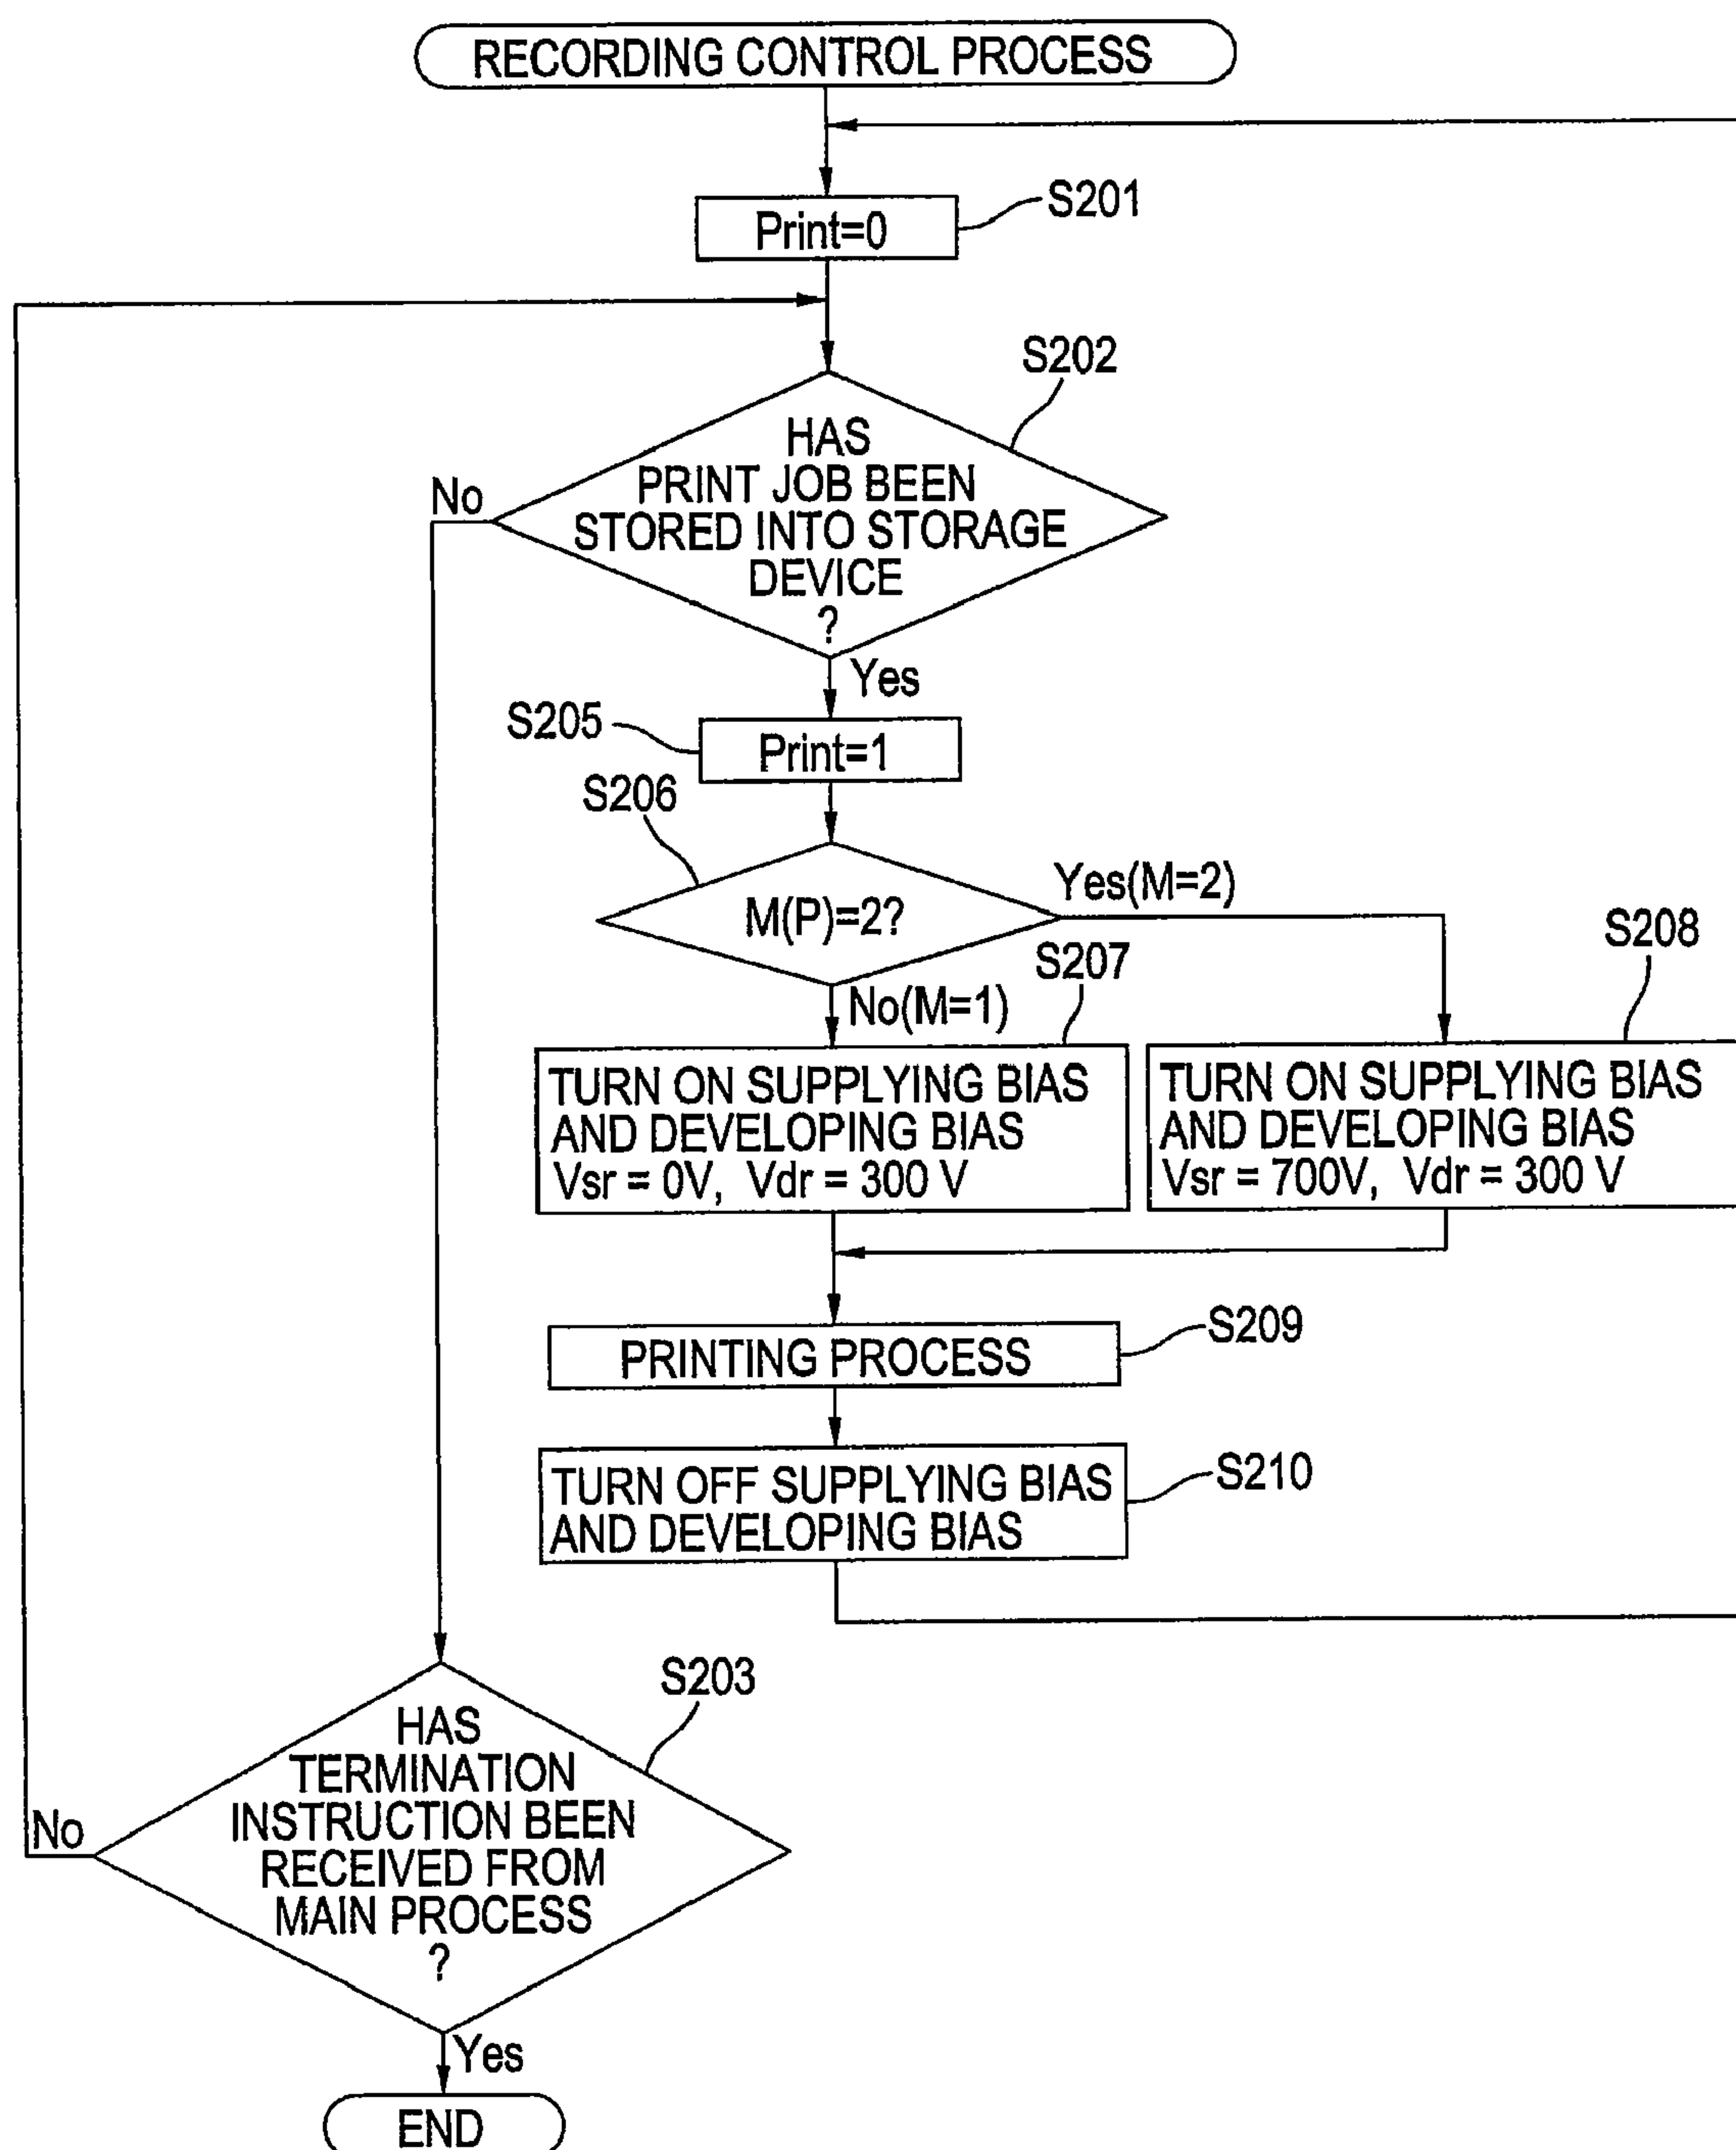 RECORDING CONTROL PROCESS
S201
Print=0
S202
HAS
PRINT JOB BEEN
STORED INTO STORAGE
DEVICE
?
No
Yes
S205
Print=1
S206
M(P)=2?
Yes(M=2)
No(M=1)
S207
S208
TURN ON SUPPLYING BIAS
AND DEVELOPING BIAS
Vsr = 0V, Vdr = 300 V
TURN ON SUPPLYING BIAS
AND DEVELOPING BIAS
Vsr = 700V, Vdr = 300 V
PRINTING PROCESS
S209
TURN OFF SUPPLYING BIAS
AND DEVELOPING BIAS
S210
S203
HAS
TERMINATION
INSTRUCTION BEEN
RECEIVED FROM
MAIN PROCESS
?
No
Yes
END